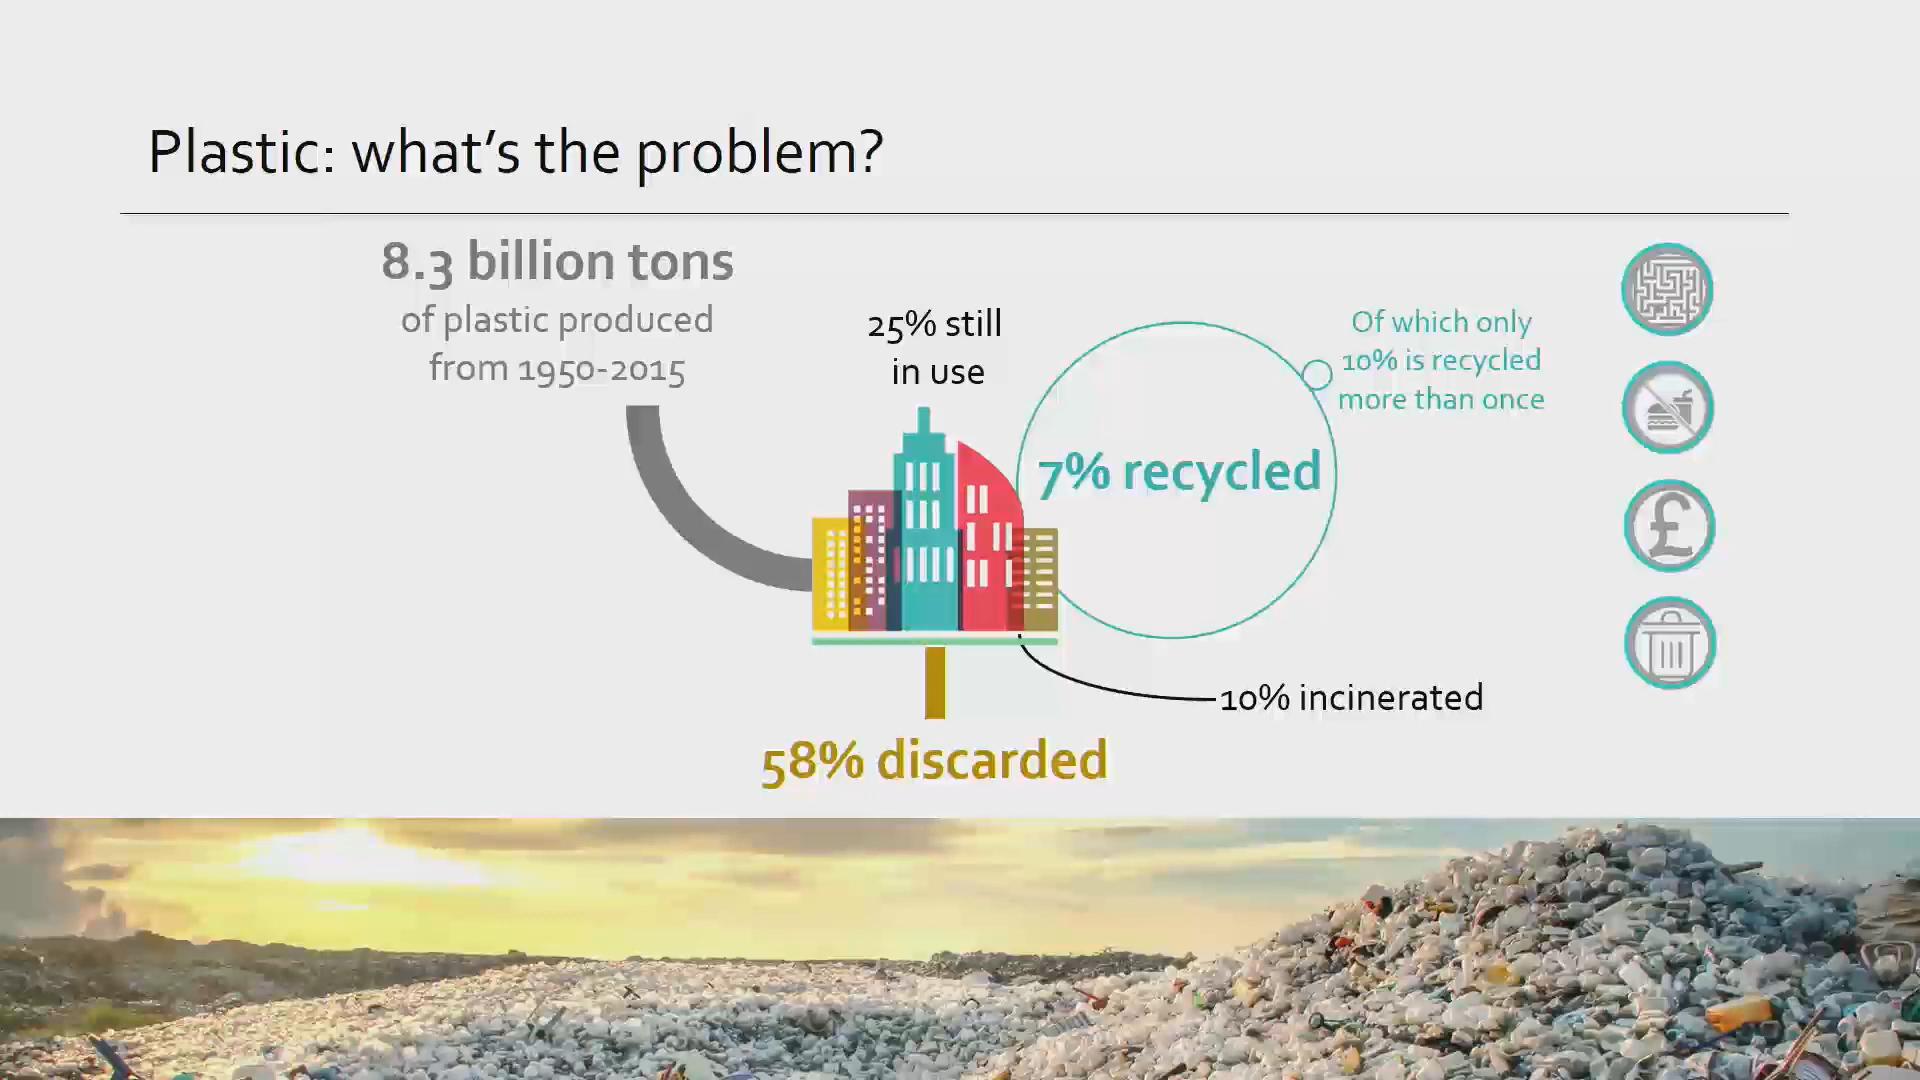 Plastic: what's the problem?
8.3 billion tons
of plastic produced
from 1950-2015
25% still
in use
7% recycled
Of which only
10% is recycled
more than once
10% incinerated
58% discarded
£